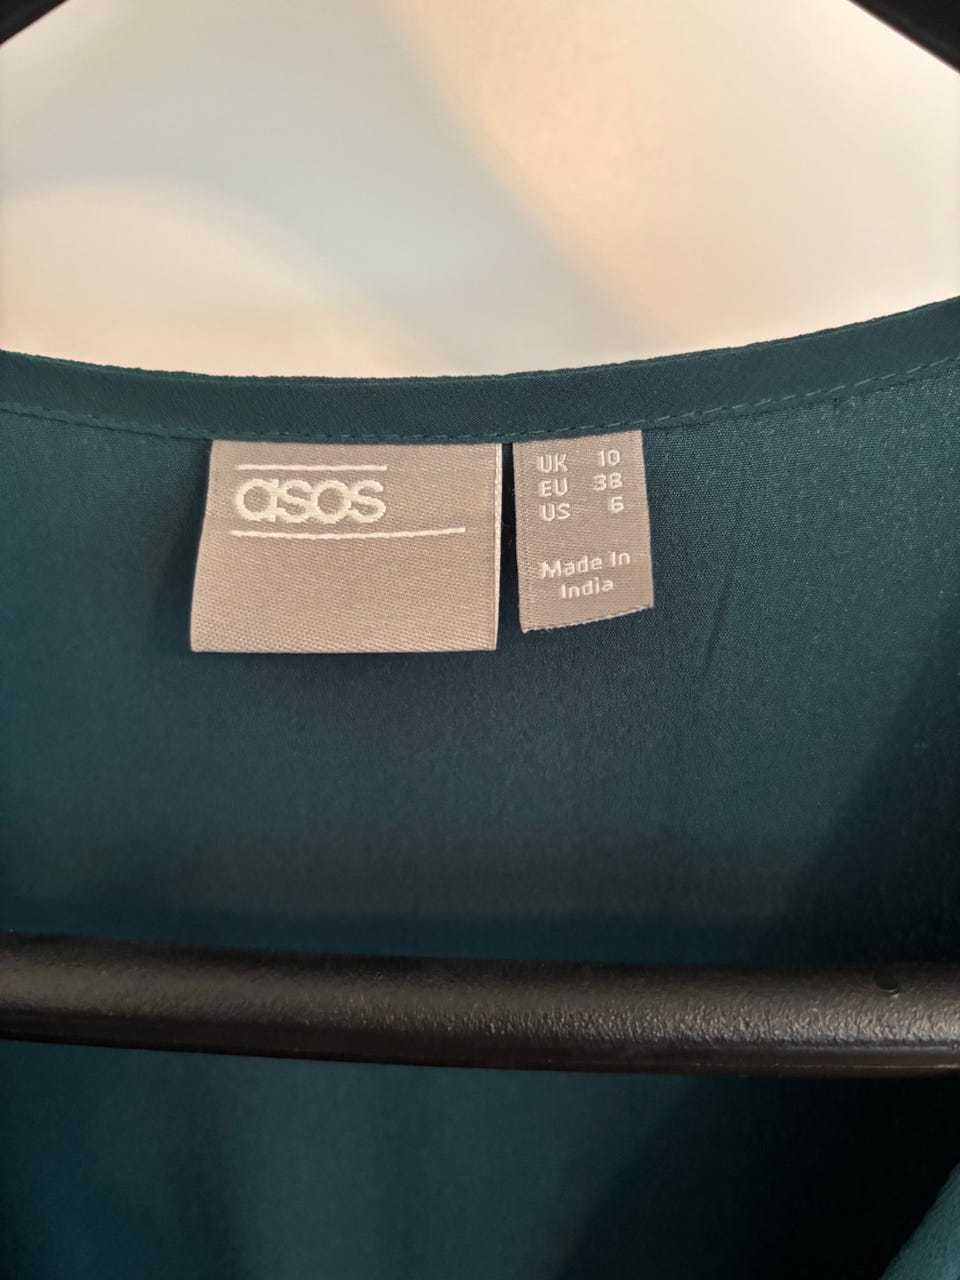 asos
UK 10
EU 38
US 6
Made In
India